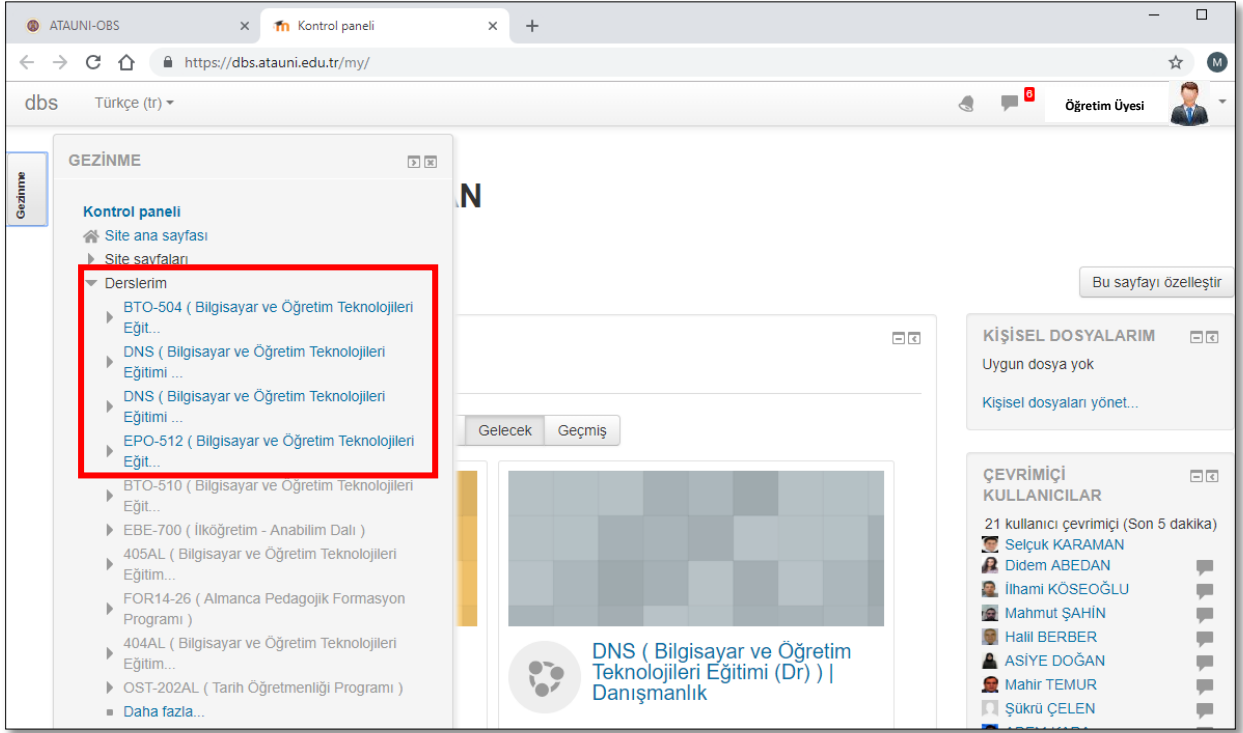 ATAUNI-OBS
Kontrol paneli
https://dbs.atauni.edu.tr/my/
M
dbs
Türkçe (tr)
6
Öğretim Üyesi
Gezinme
GEZİNME
AN
Kontrol paneli
Site ana sayfası
Site sayfaları
Derslerim
BTO-504 ( Bilgisayar ve Öğretim Teknolojileri
Eğit...
DNS ( Bilgisayar ve Öğretim Teknolojileri
Eğitimi ...
DNS ( Bilgisayar ve Öğretim Teknolojileri
Eğitimi ...
EPO-512 ( Bilgisayar ve Öğretim Teknolojileri
Eğit...
BTO-510 ( Bilgisayar ve Öğretim Teknolojileri
Eğit...
EBE-700 ( İlköğretim - Anabilim Dalı )
405AL ( Bilgisayar ve Öğretim Teknolojileri
Eğitim...
FOR14-26 ( Almanca Pedagojik Formasyon
Programı )
404AL ( Bilgisayar ve Öğretim Teknolojileri
Eğitim...
OST-202AL ( Tarih Öğretmenliği Programı )
Daha fazla...
Gelecek
Geçmiş
DNS ( Bilgisayar ve Öğretim
Teknolojileri Eğitimi (Dr) ) |
Danışmanlık
Bu sayfayı özelleştir
KİŞİSEL DOSYALARIM
Uygun dosya yok
Kişisel dosyaları yönet...
ÇEVRİMİÇİ
KULLANICILAR
21 kullanıcı çevrimiçi (Son 5 dakika)
Selçuk KARAMAN
Didem ABEDAN
İlhami KÖSEOĞLU
Mahmut ŞAHİN
Halil BERBER
ASİYE DOĞAN
Mahir TEMUR
Şükrü ÇELEN